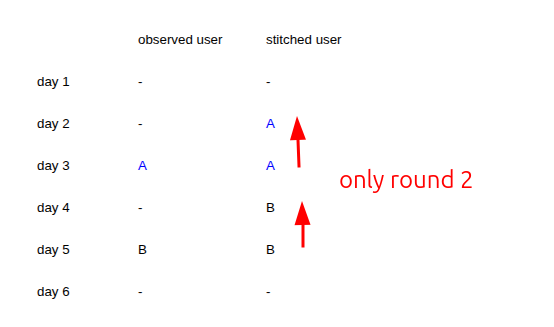 observed user stitched user
day 1 - -
day 2 - A
day 3 A A
only round 2
day 4 - B
day 5 B B
day 6 - -